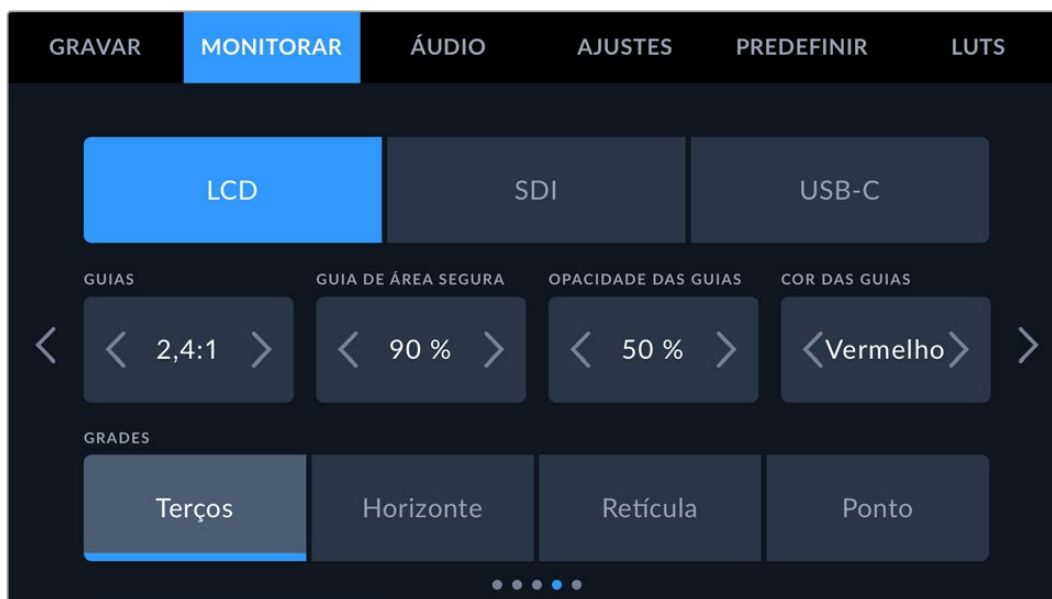 GRAVAR MONITORAR ÁUDIO AJUSTES PREDEFINIR LUTS
LCD SDI USB-C
GUIAS GUIA DE ÁREA SEGURA OPACIDADE DAS GUIAS COR DAS GUIAS
2,4:1 90 % 50 % Vermelho
GRADES
Terços Horizonte Retícula Ponto